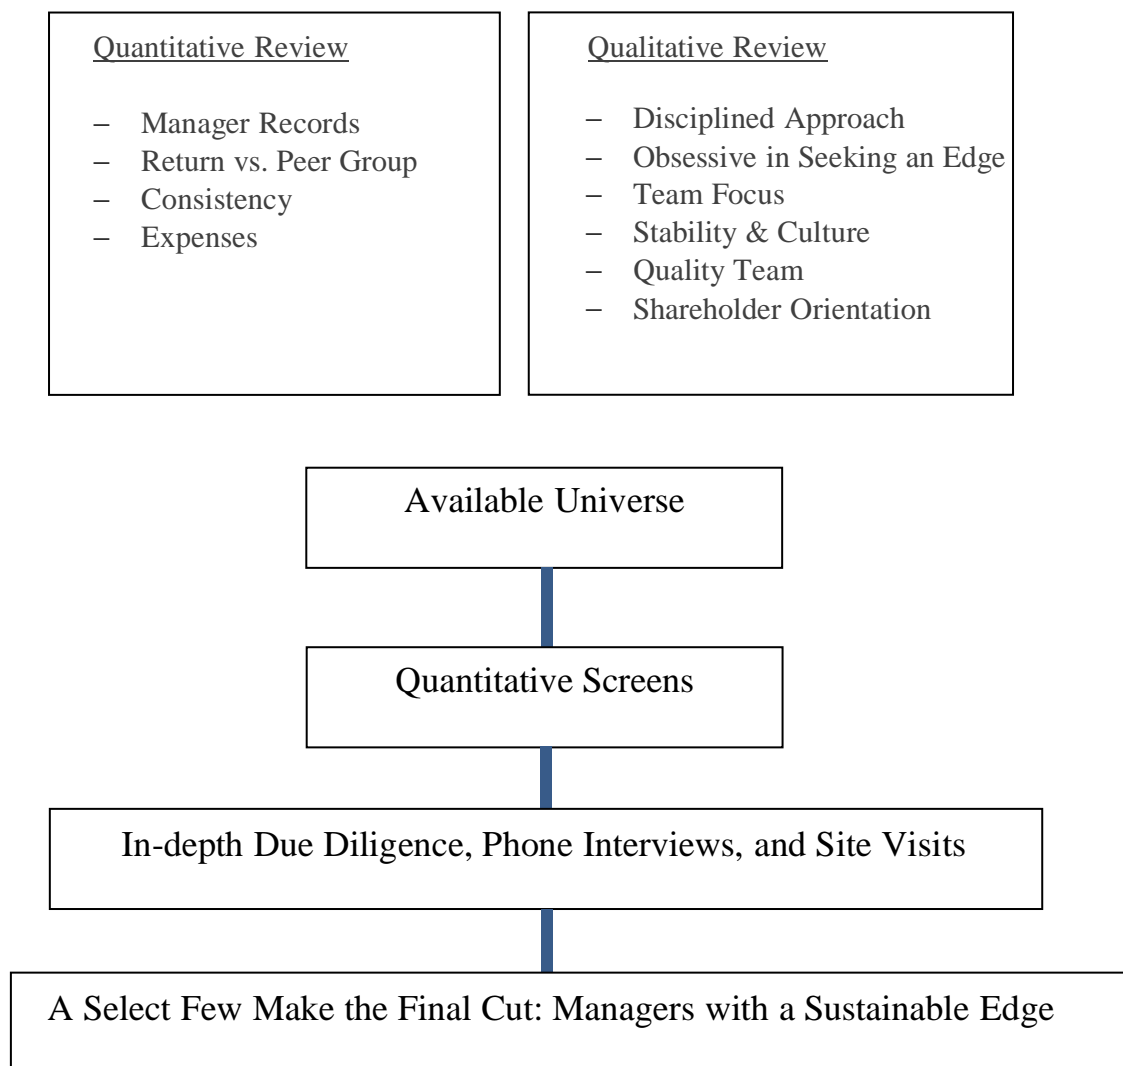 Quantitative Review
– Manager Records
– Return vs. Peer Group
– Consistency
– Expenses
Qualitative Review
– Disciplined Approach
– Obsessive in Seeking an Edge
– Team Focus
– Stability & Culture
– Quality Team
– Shareholder Orientation
Available Universe
Quantitative Screens
In-depth Due Diligence, Phone Interviews, and Site Visits
A Select Few Make the Final Cut: Managers with a Sustainable Edge